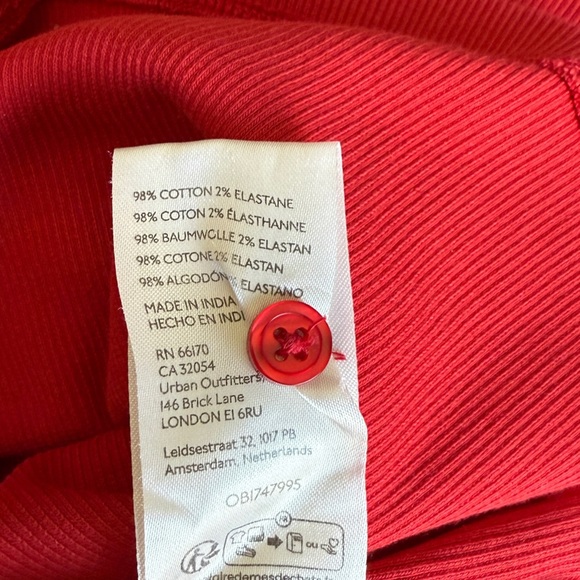 98% COTTON 2% ELASTANE
98% COTON 2% ÉLASTHANNE
98% BAUMWOLLE 2% ELASTAN
98% COTONE 2% ELASTAN
98% ALGODÓN ELASTANO
MADE IN INDIA
HECHO EN INDI
RN 66170
CA 32054
Urban Outfitters,
146 Brick Lane
LONDON E1 6RU
Leidsestraat 32, 1017 PB
Amsterdam, Netherlands
OB1747995
FR
ou